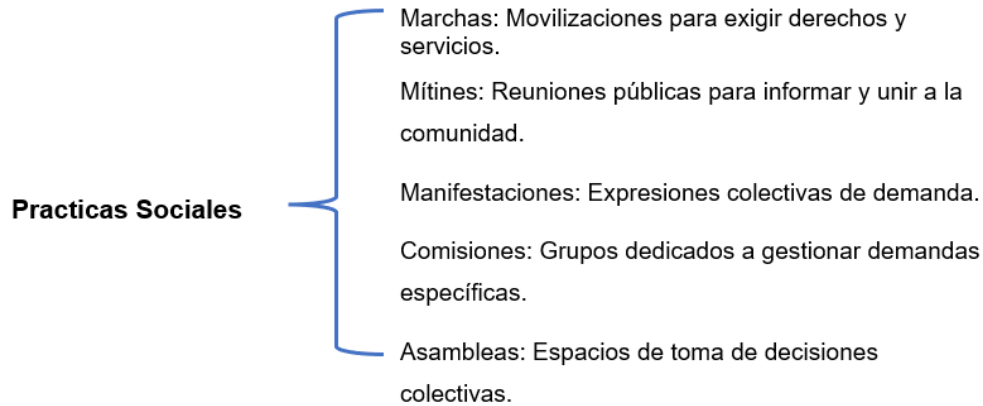 Practicas Sociales
Marchas: Movilizaciones para exigir derechos y
servicios.
Mítines: Reuniones públicas para informar y unir a la
comunidad.
Manifestaciones: Expresiones colectivas de demanda.
Comisiones: Grupos dedicados a gestionar demandas
específicas.
Asambleas: Espacios de toma de decisiones
colectivas.